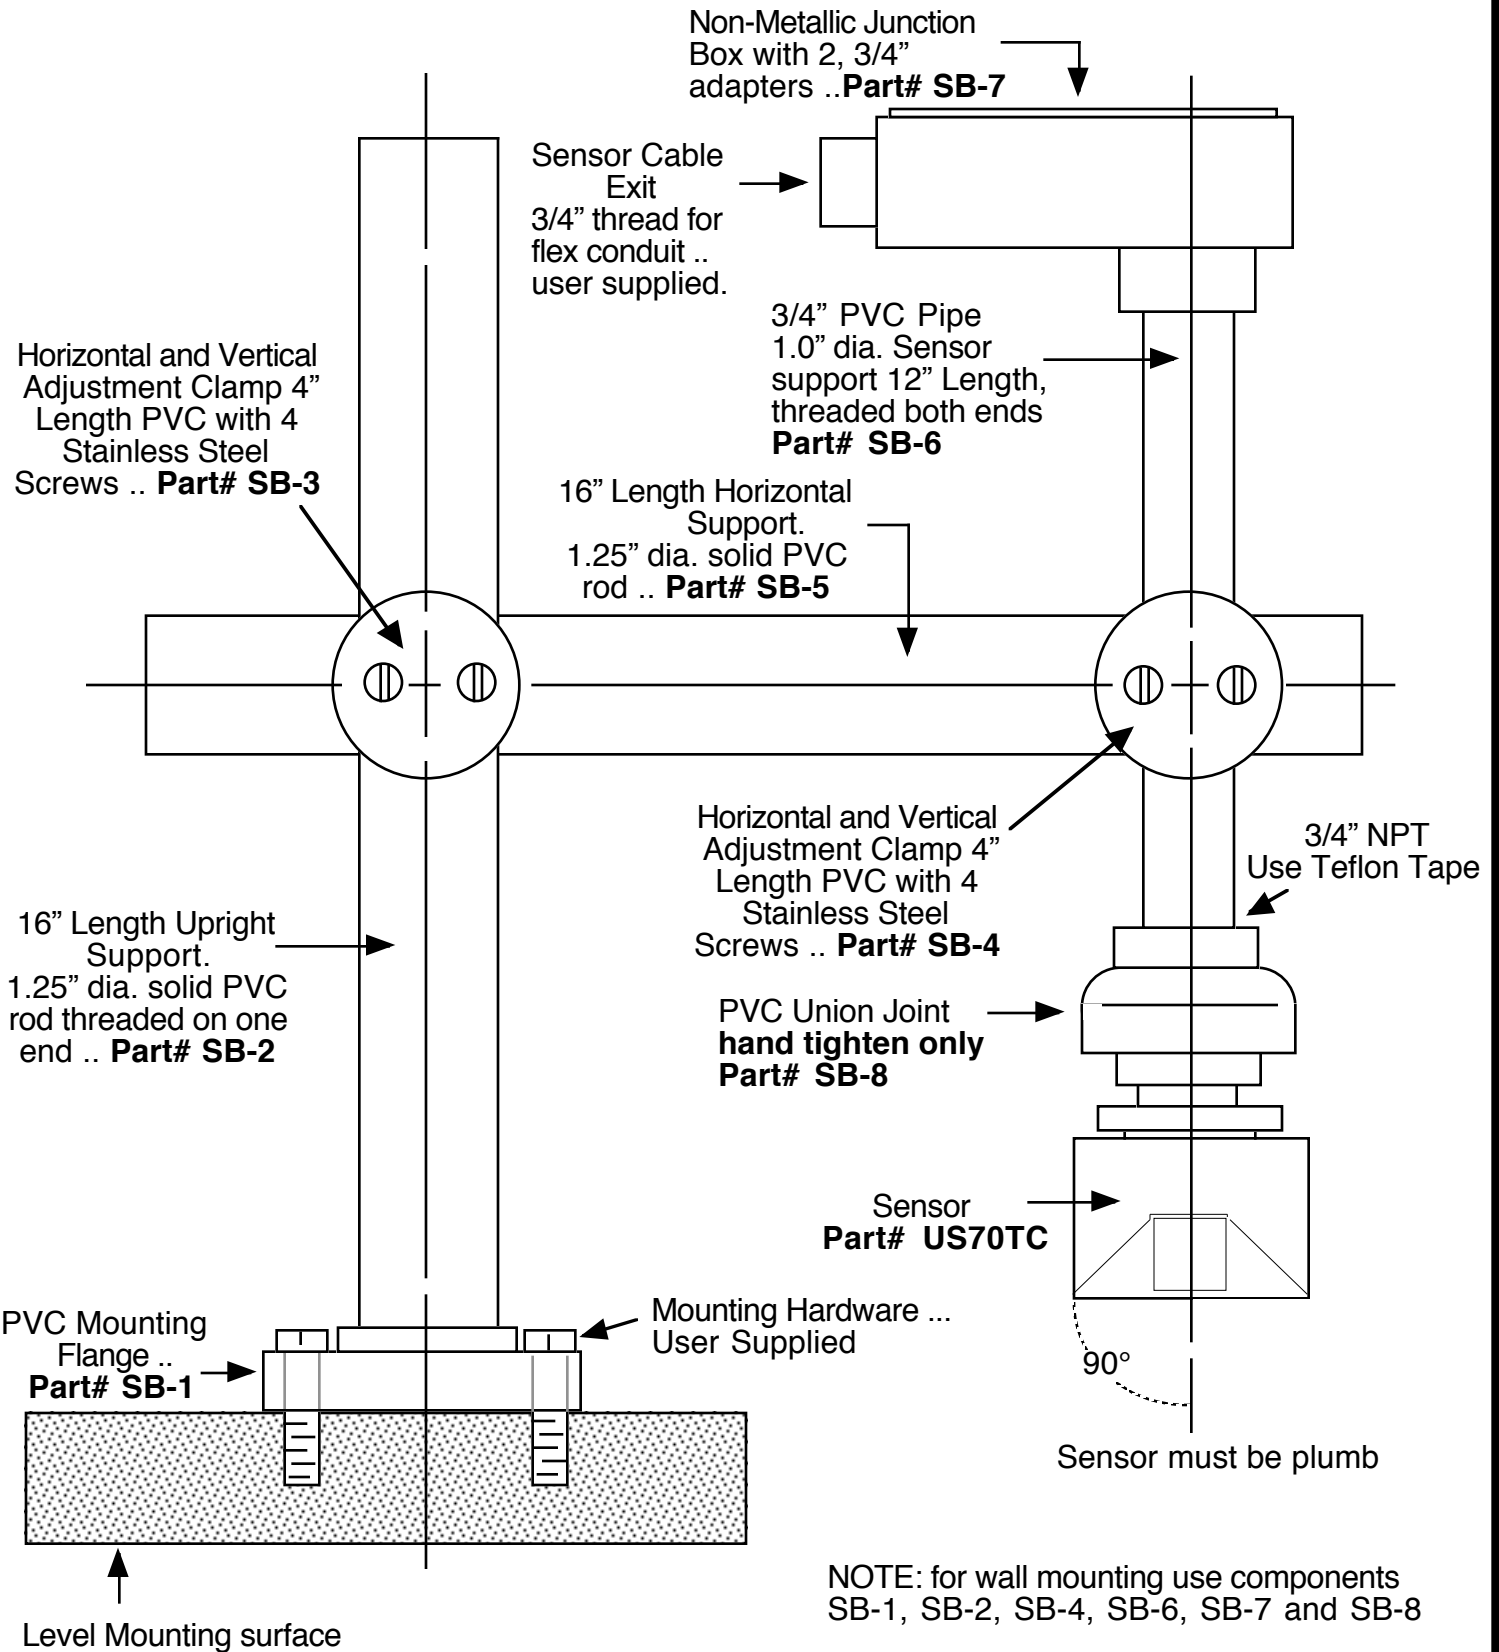 Non-Metallic Junction
Box with 2, 3/4”
adapters ..Part# SB-7
Sensor Cable
Exit
3/4” thread for
flex conduit ..
user supplied.
3/4” PVC Pipe
1.0” dia. Sensor
support 12” Length,
threaded both ends
Part# SB-6
Horizontal and Vertical
Adjustment Clamp 4”
Length PVC with 4
Stainless Steel
Screws .. Part# SB-3
16” Length Horizontal
Support.
1.25” dia. solid PVC
rod .. Part# SB-5
Horizontal and Vertical
Adjustment Clamp 4”
Length PVC with 4
Stainless Steel
Screws .. Part# SB-4
3/4” NPT
Use Teflon Tape
16” Length Upright
Support.
1.25” dia. solid PVC
rod threaded on one
end .. Part# SB-2
PVC Union Joint
hand tighten only
Part# SB-8
Sensor
Part# US70TC
PVC Mounting
Flange ..
Part# SB-1
Mounting Hardware ...
User Supplied
90°
Sensor must be plumb
NOTE: for wall mounting use components
SB-1, SB-2, SB-4, SB-6, SB-7 and SB-8
Level Mounting surface